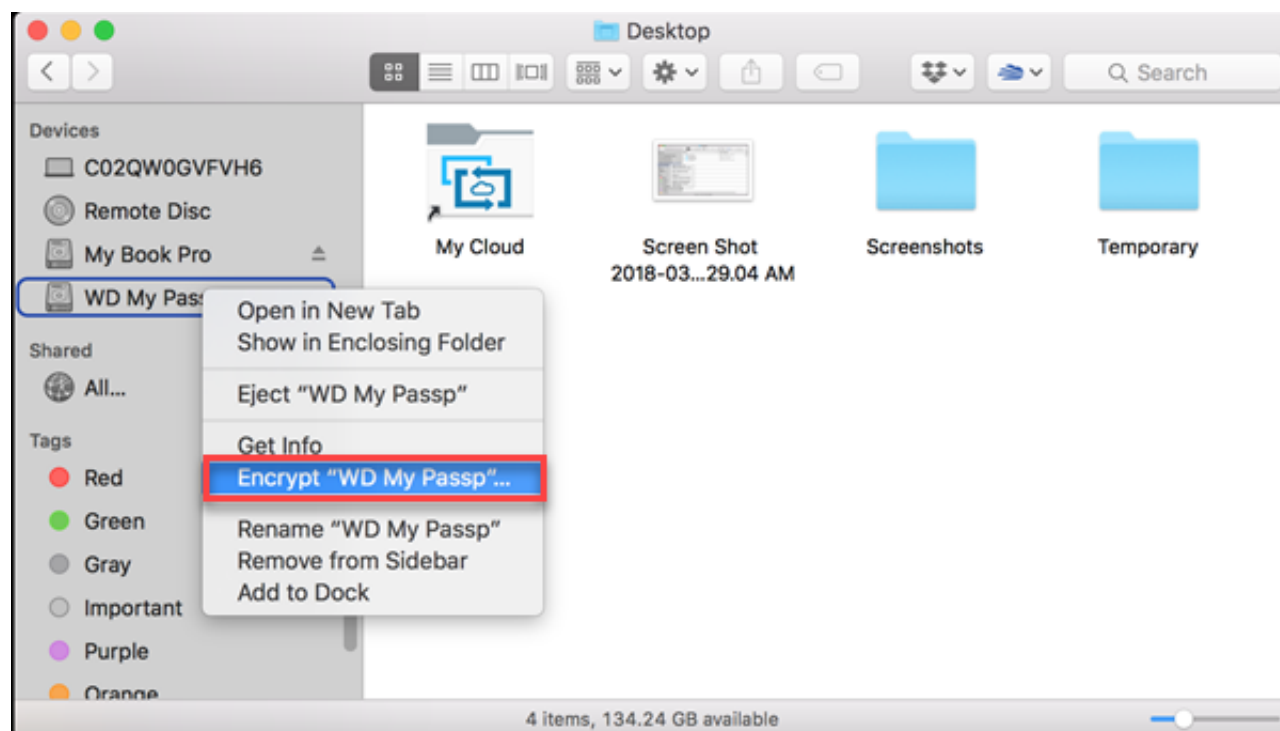 Desktop
Search
Devices
C02QW0GVFVH6
Remote Disc
My Book Pro
WD My Pass
Shared
All...
Tags
Red
Green
Gray
Important
Purple
Orange
Open in New Tab
Show in Enclosing Folder
Eject “WD My Passp”
Get Info
Encrypt “WD My Passp”...
Rename “WD My Passp”
Remove from Sidebar
Add to Dock
My Cloud
Screen Shot
2018-03...29.04 AM
Screenshots
Temporary
4 items, 134.24 GB available